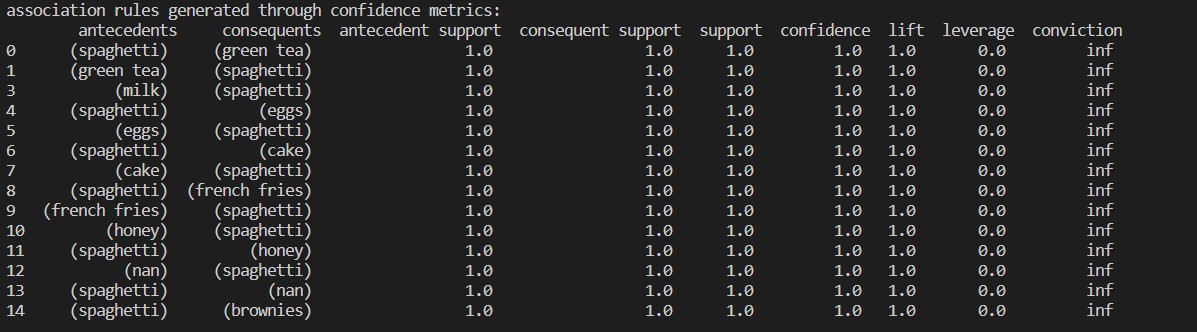 association rules generated through confidence metrics:
antecedents consequents antecedent support consequent support support confidence lift leverage conviction
0 (spaghetti) (green tea) 1.0 1.0 1.0 1.0 1.0 0.0 inf
1 (green tea) (spaghetti) 1.0 1.0 1.0 1.0 1.0 0.0 inf
3 (milk) (spaghetti) 1.0 1.0 1.0 1.0 1.0 0.0 inf
4 (spaghetti) (eggs) 1.0 1.0 1.0 1.0 1.0 0.0 inf
5 (eggs) (spaghetti) 1.0 1.0 1.0 1.0 1.0 0.0 inf
6 (spaghetti) (cake) 1.0 1.0 1.0 1.0 1.0 0.0 inf
7 (cake) (spaghetti) 1.0 1.0 1.0 1.0 1.0 0.0 inf
8 (spaghetti) (french fries) 1.0 1.0 1.0 1.0 1.0 0.0 inf
9 (french fries) (spaghetti) 1.0 1.0 1.0 1.0 1.0 0.0 inf
10 (honey) (spaghetti) 1.0 1.0 1.0 1.0 1.0 0.0 inf
11 (spaghetti) (honey) 1.0 1.0 1.0 1.0 1.0 0.0 inf
12 (nan) (spaghetti) 1.0 1.0 1.0 1.0 1.0 0.0 inf
13 (spaghetti) (nan) 1.0 1.0 1.0 1.0 1.0 0.0 inf
14 (spaghetti) (brownies) 1.0 1.0 1.0 1.0 1.0 0.0 inf